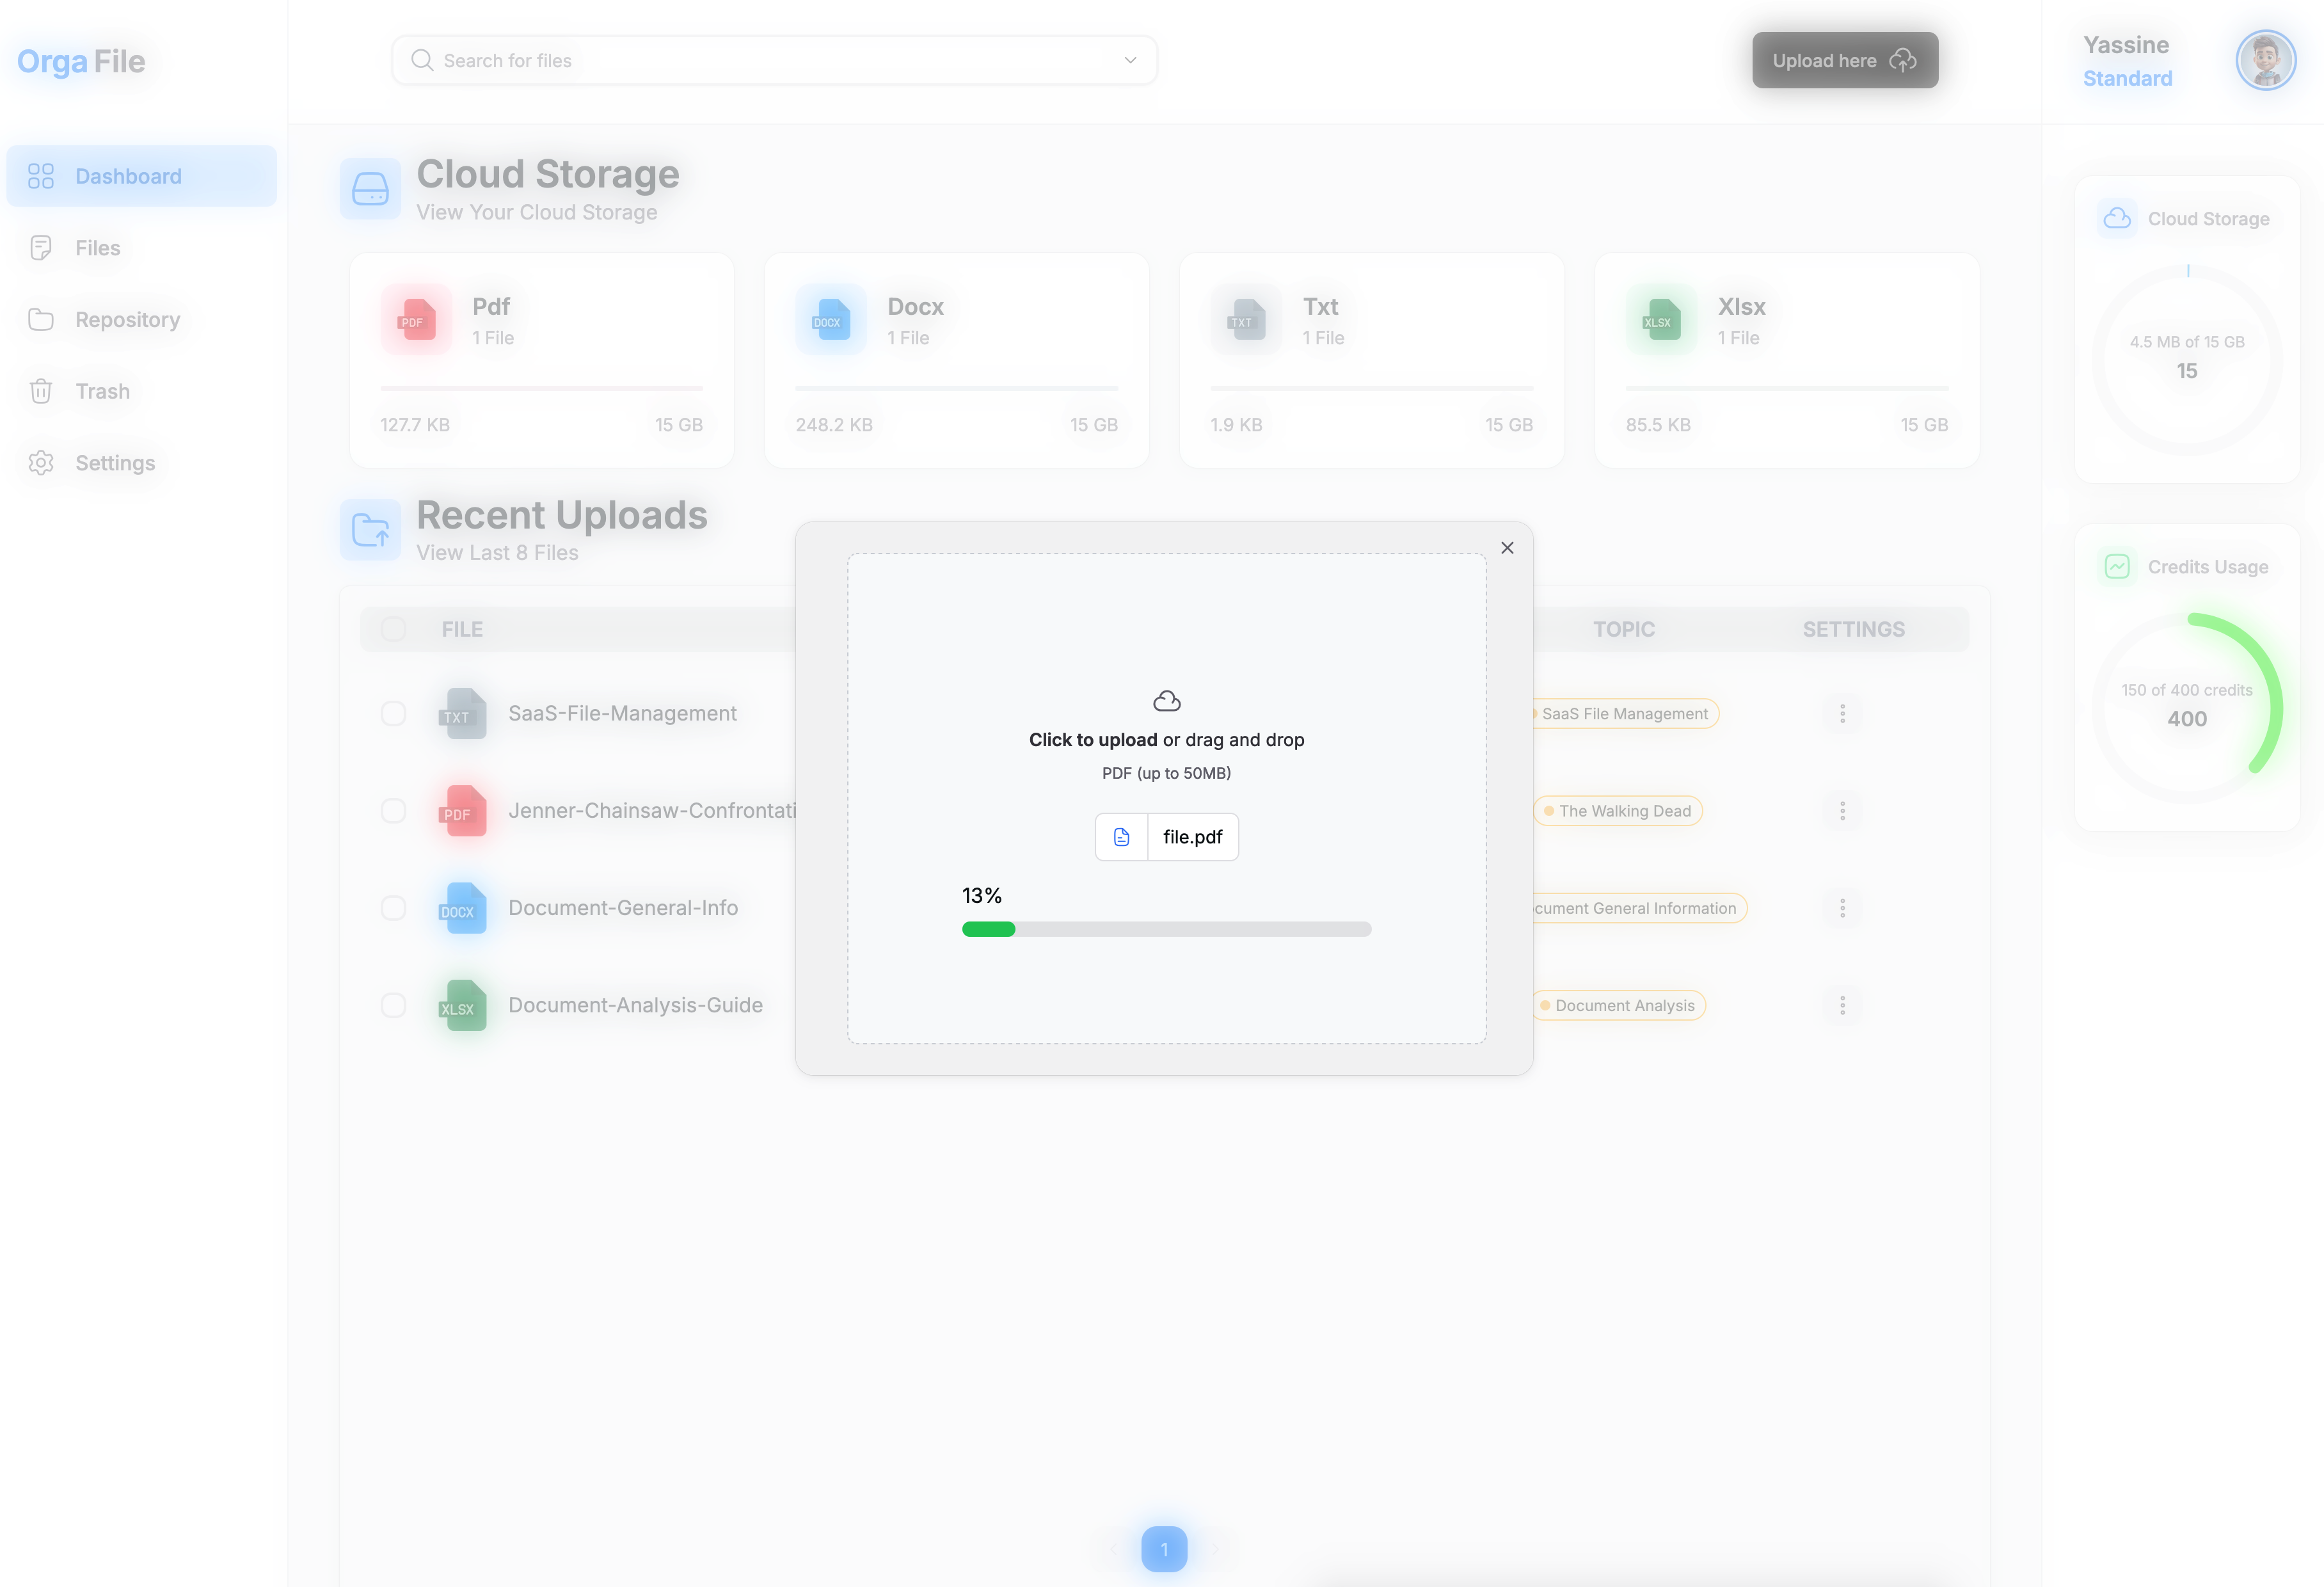 Orga File
Search for files
Upload here
Yassine
Standard
Dashboard
Files
Repository
Trash
Settings
Cloud Storage
View Your Cloud Storage
PDF
Pdf
1 File
127.7 KB
15 GB
DOCX
Docx
1 File
248.2 KB
15 GB
TXT
Txt
1 File
1.9 KB
15 GB
XLSX
Xlsx
1 File
85.5 KB
15 GB
Recent Uploads
View Last 8 Files
FILE
TOPIC
SETTINGS
TXT
SaaS-File-Management
SaaS File Management
PDF
Jenner-Chainsaw-Confrontati
The Walking Dead
DOCX
Document-General-Info
cument General Information
XLSX
Document-Analysis-Guide
Document Analysis
Click to upload or drag and drop
PDF (up to 50MB)
file.pdf
13%
1
Cloud Storage
4.5 MB of 15 GB
15
Credits Usage
150 of 400 credits
400